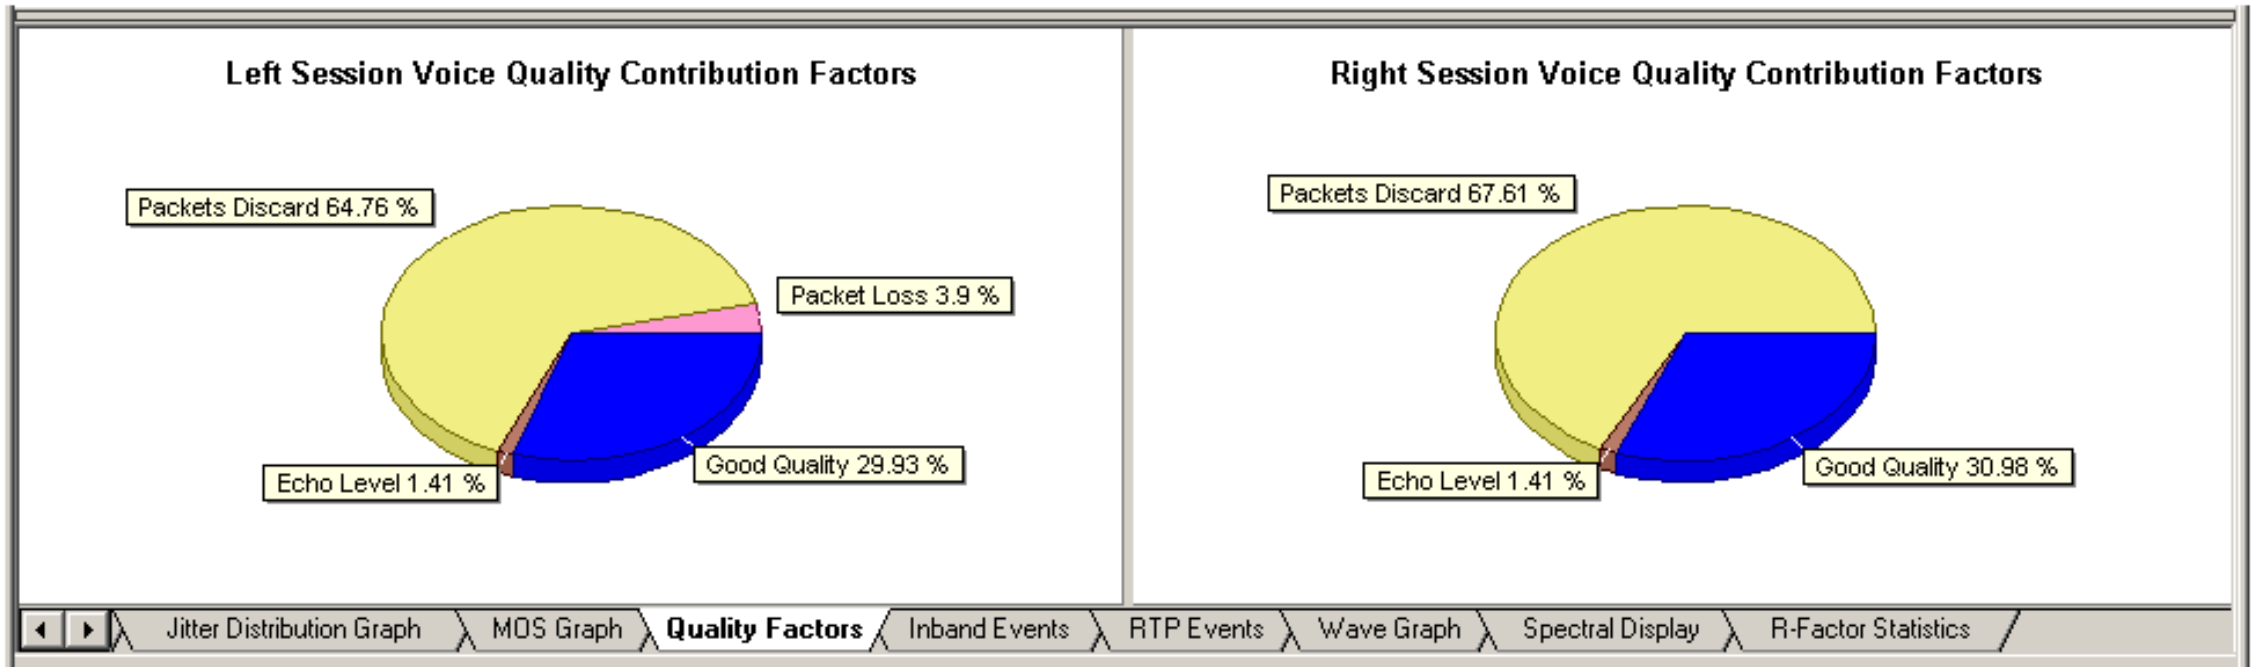 Left Session Voice Quality Contribution Factors
Packets Discard 64.76 %
Packet Loss 3.9 %
Good Quality 29.93 %
Echo Level 1.41 %
Right Session Voice Quality Contribution Factors
Packets Discard 67.61 %
Good Quality 30.98 %
Echo Level 1.41 %
Jitter Distribution Graph
MOS Graph
Quality Factors
Inband Events
RTP Events
Wave Graph
Spectral Display
R-Factor Statistics